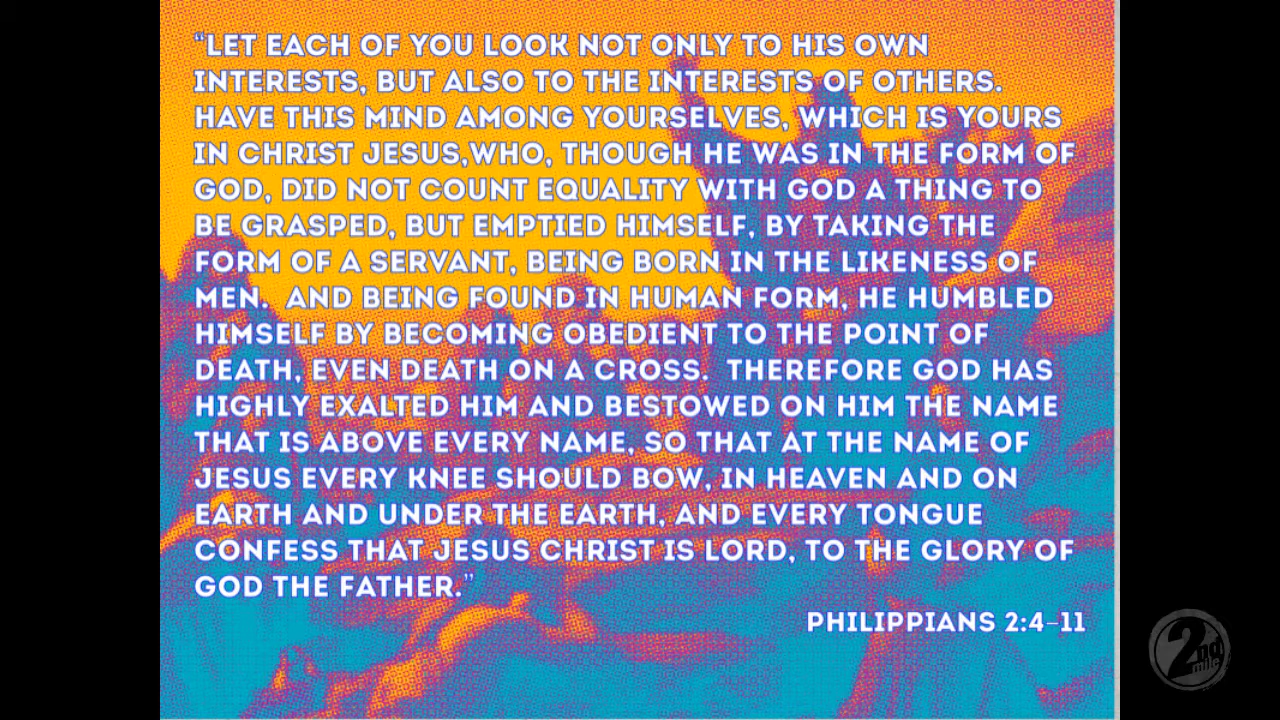 “LET EACH OF YOU LOOK NOT ONLY TO HIS OWN
INTERESTS, BUT ALSO TO THE INTERESTS OF OTHERS.
HAVE THIS MIND AMONG YOURSELVES, WHICH IS YOURS
IN CHRIST JESUS,WHO, THOUGH HE WAS IN THE FORM OF
GOD, DID NOT COUNT EQUALITY WITH GOD A THING TO
BE GRASPED, BUT EMPTIED HIMSELF, BY TAKING THE
FORM OF A SERVANT, BEING BORN IN THE LIKENESS OF
MEN.  AND BEING FOUND IN HUMAN FORM, HE HUMBLED
HIMSELF BY BECOMING OBEDIENT TO THE POINT OF
DEATH, EVEN DEATH ON A CROSS.  THEREFORE GOD HAS
HIGHLY EXALTED HIM AND BESTOWED ON HIM THE NAME
THAT IS ABOVE EVERY NAME, SO THAT AT THE NAME OF
JESUS EVERY KNEE SHOULD BOW, IN HEAVEN AND ON
EARTH AND UNDER THE EARTH, AND EVERY TONGUE
CONFESS THAT JESUS CHRIST IS LORD, TO THE GLORY OF
GOD THE FATHER.”
PHILIPPIANS 2:4–11
2nd
mile